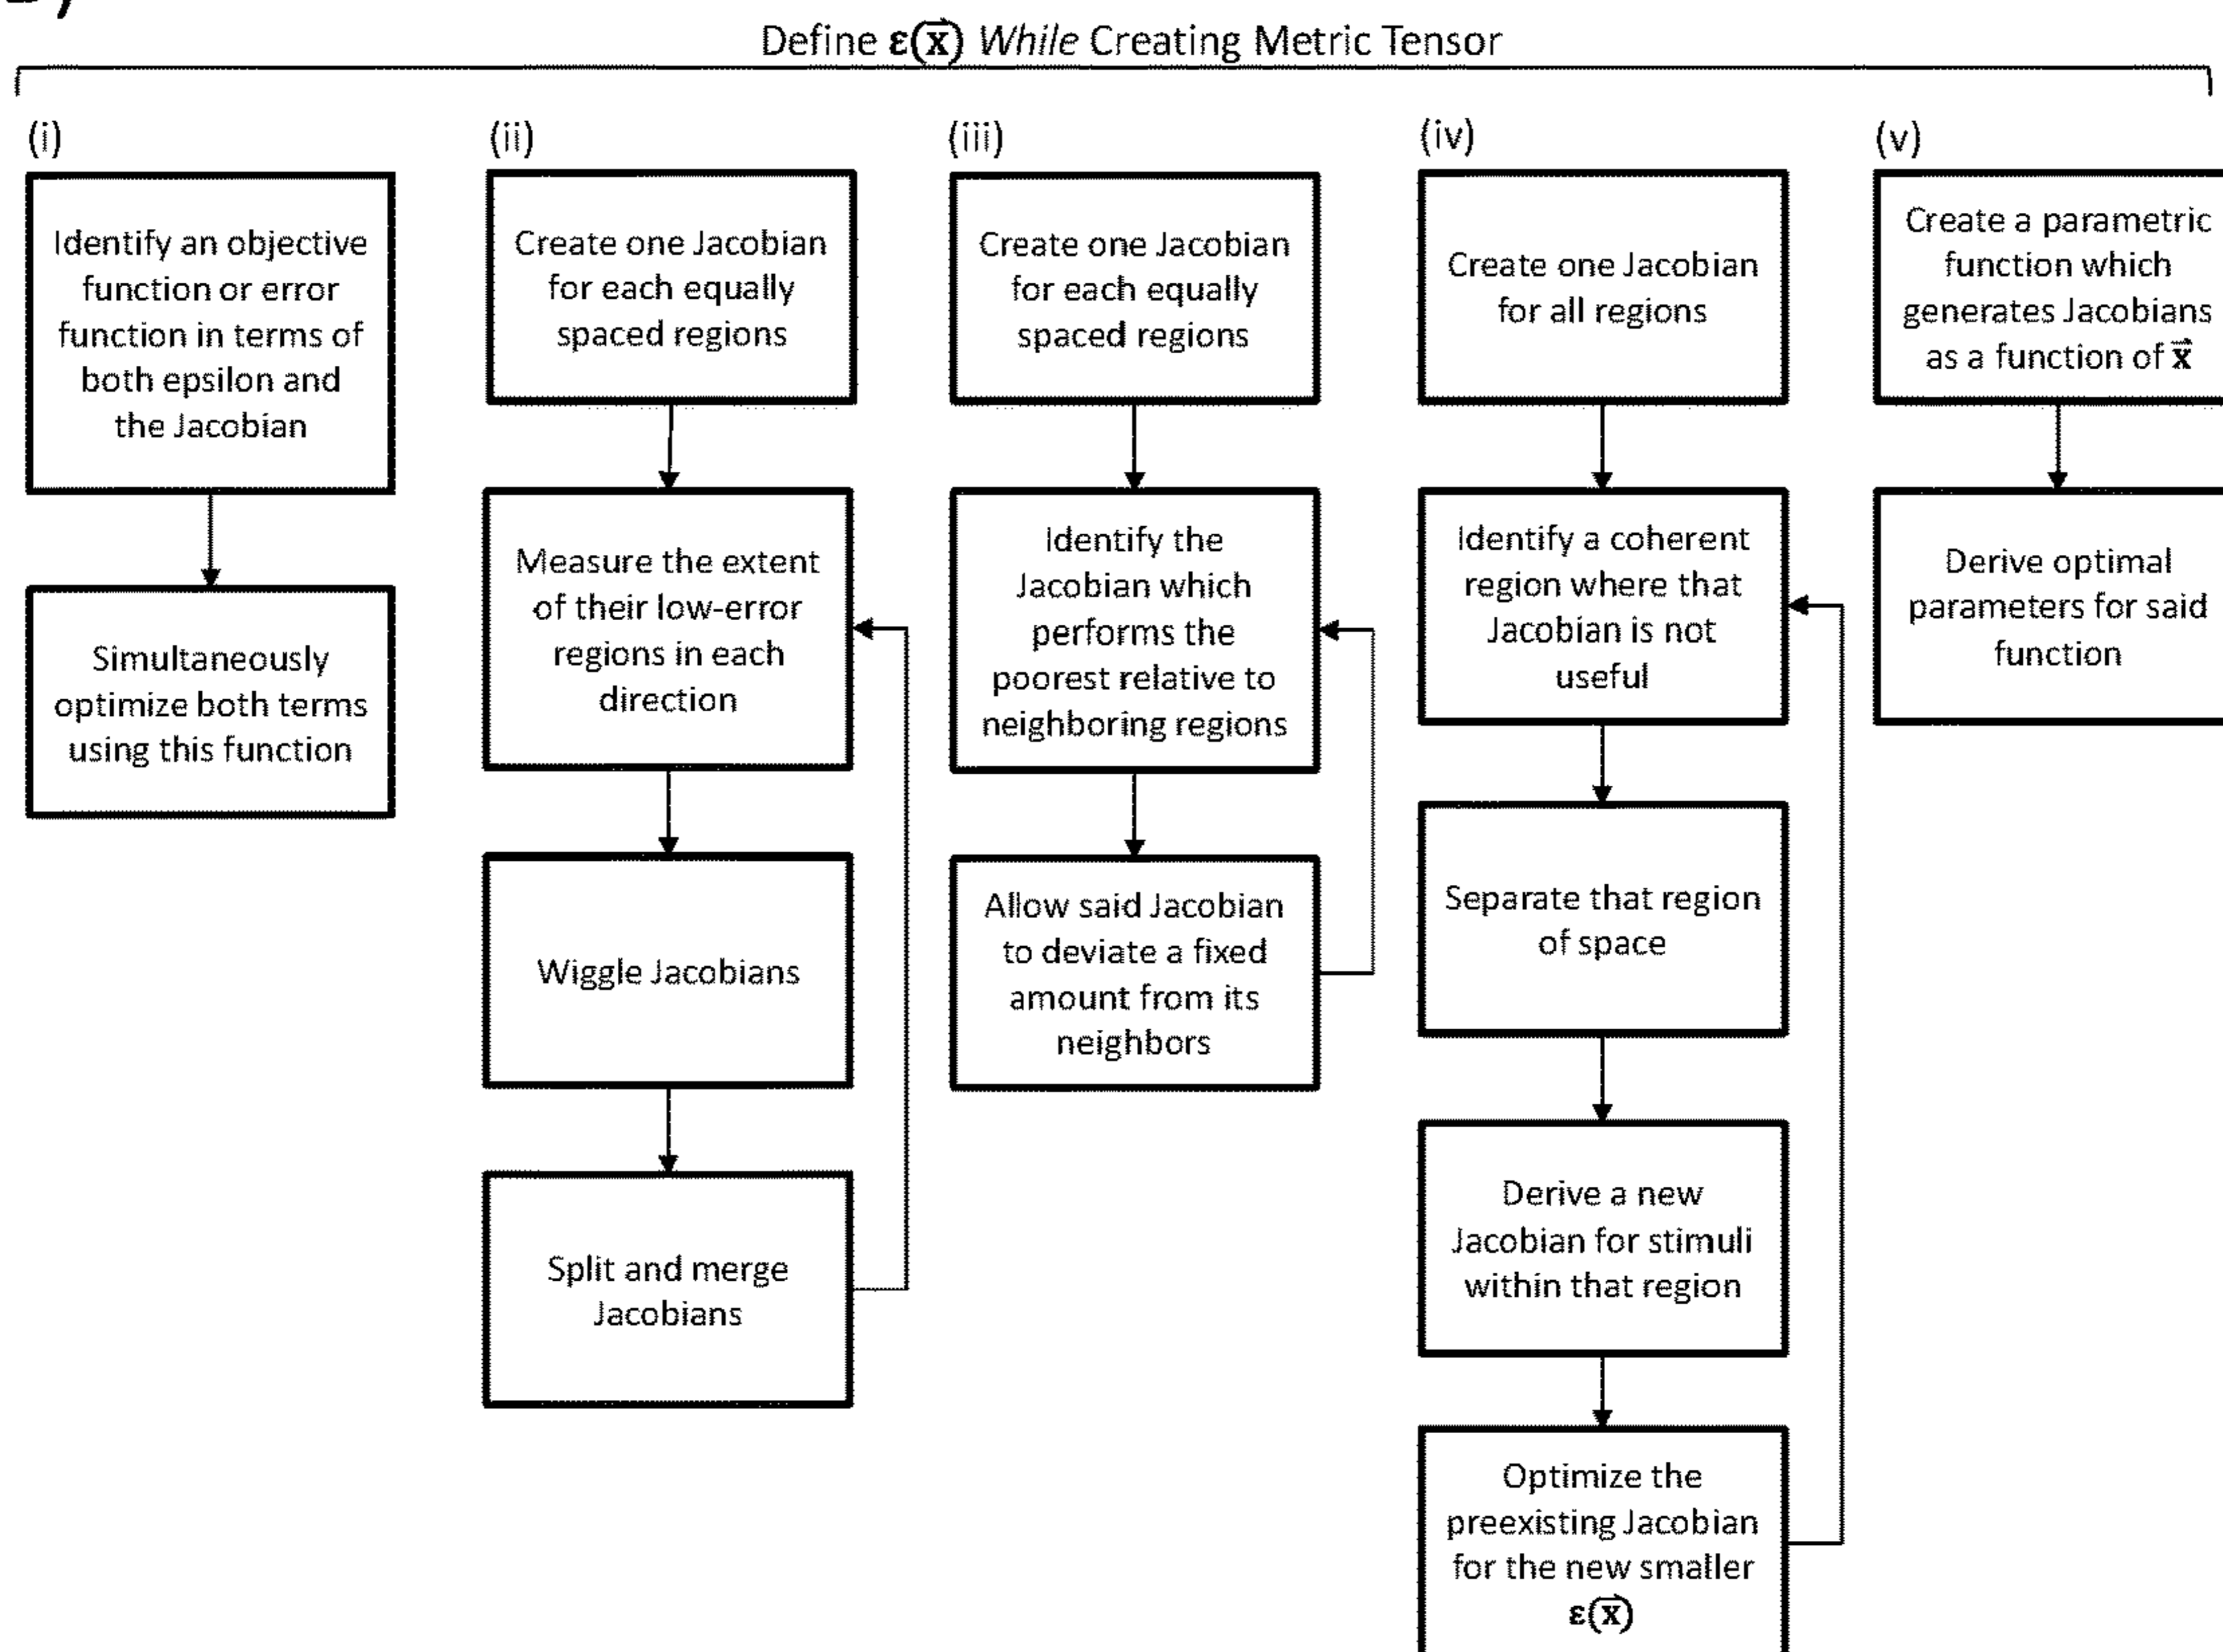 Define ε(x⃗) While Creating Metric Tensor
(i)
Identify an objective
function or error
function in terms of
both epsilon and
the Jacobian
Simultaneously
optimize both terms
using this function
(ii)
Create one Jacobian
for each equally
spaced regions
Measure the extent
of their low-error
regions in each
direction
Wiggle Jacobians
Split and merge
Jacobians
(iii)
Create one Jacobian
for each equally
spaced regions
Identify the
Jacobian which
performs the
poorest relative to
neighboring regions
Allow said Jacobian
to deviate a fixed
amount from its
neighbors
(iv)
Create one Jacobian
for all regions
Identify a coherent
region where that
Jacobian is not
useful
Separate that region
of space
Derive a new
Jacobian for stimuli
within that region
Optimize the
preexisting Jacobian
for the new smaller
ε(x⃗)
(v)
Create a parametric
function which
generates Jacobians
as a function of x⃗
Derive optimal
parameters for said
function